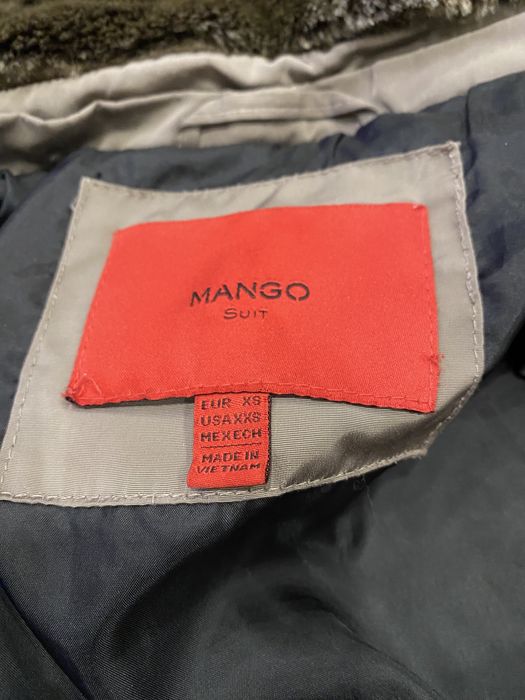 MANGO
SUIT
EUR XS
USA XXS
MEX ECH
MADE IN
VIETNAM